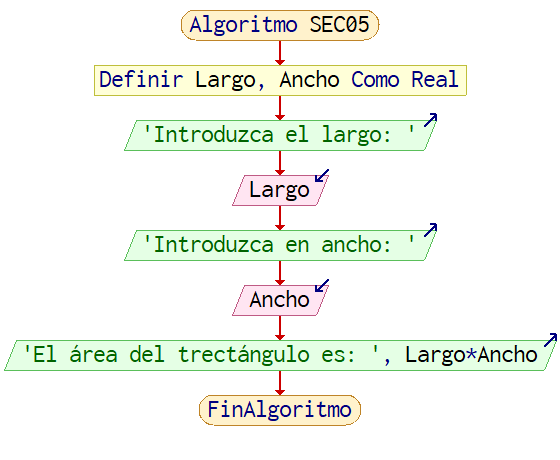 Algoritmo SEC05
Definir Largo, Ancho Como Real
'Introduzca el largo: '
Largo
'Introduzca en ancho: '
Ancho
'El área del trectángulo es: ', Largo*Ancho
FinAlgoritmo